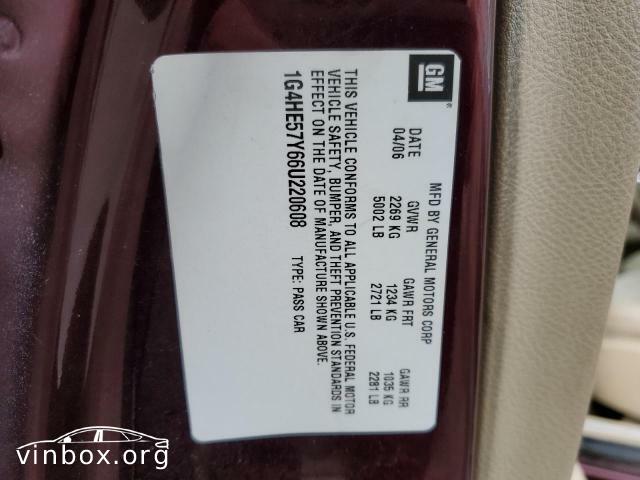 GM
®
MFD BY GENERAL MOTORS CORP
DATE GVWR GAWR FRT GAWR RR
04/06 2269 KG 1234 KG 1035 KG
5002 LB 2721 LB 2281 LB
THIS VEHICLE CONFORMS TO ALL APPLICABLE U.S. FEDERAL MOTOR
VEHICLE SAFETY, BUMPER, AND THEFT PREVENTION STANDARDS IN
EFFECT ON THE DATE OF MANUFACTURE SHOWN ABOVE.
1G4HE57Y66U220608 TYPE: PASS CAR
vinbox.org